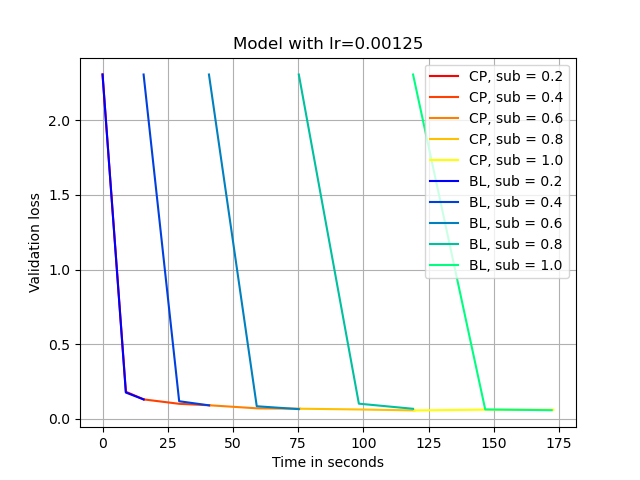 Model with lr=0.00125
Validation loss
2.0
1.5
1.0
0.5
0.0
CP, sub = 0.2
CP, sub = 0.4
CP, sub = 0.6
CP, sub = 0.8
CP, sub = 1.0
BL, sub = 0.2
BL, sub = 0.4
BL, sub = 0.6
BL, sub = 0.8
BL, sub = 1.0
0 25 50 75 100 125 150 175
Time in seconds